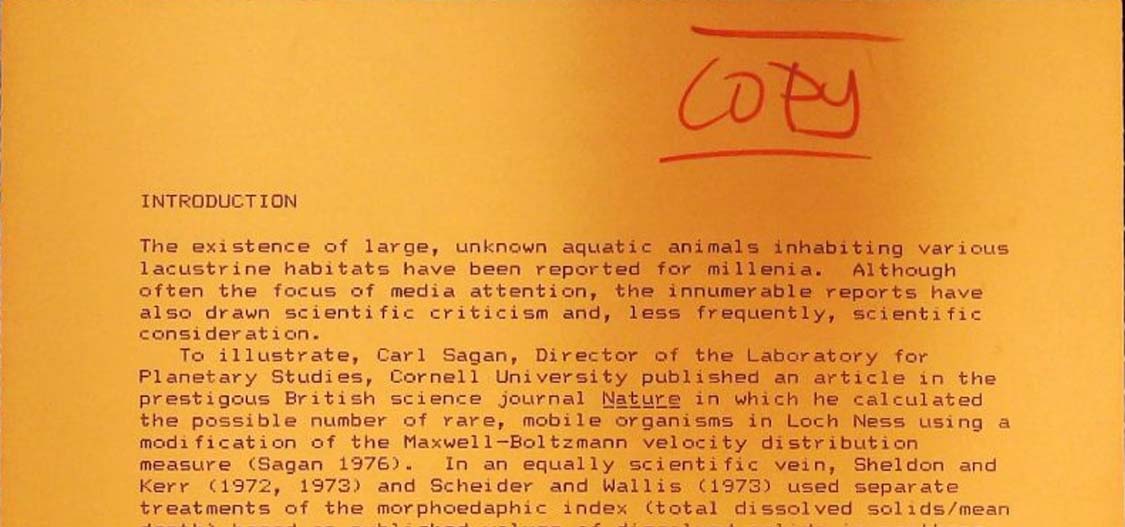 COPY
INTRODUCTION
The existence of large, unknown aquatic animals inhabiting various
lacustrine habitats have been reported for millenia. Although
often the focus of media attention, the innumerable reports have
also drawn scientific criticism and, less frequently, scientific
consideration.
To illustrate, Carl Sagan, Director of the Laboratory for
Planetary Studies, Cornell University published an article in the
prestigous British science journal Nature in which he calculated
the possible number of rare, mobile organisms in Loch Ness using a
modification of the Maxwell-Boltzmann velocity distribution
measure (Sagan 1976). In an equally scientific vein, Sheldon and
Kerr (1972, 1973) and Scheider and Wallis (1973) used separate
treatments of the morphoedaphic index (total dissolved solids/mean